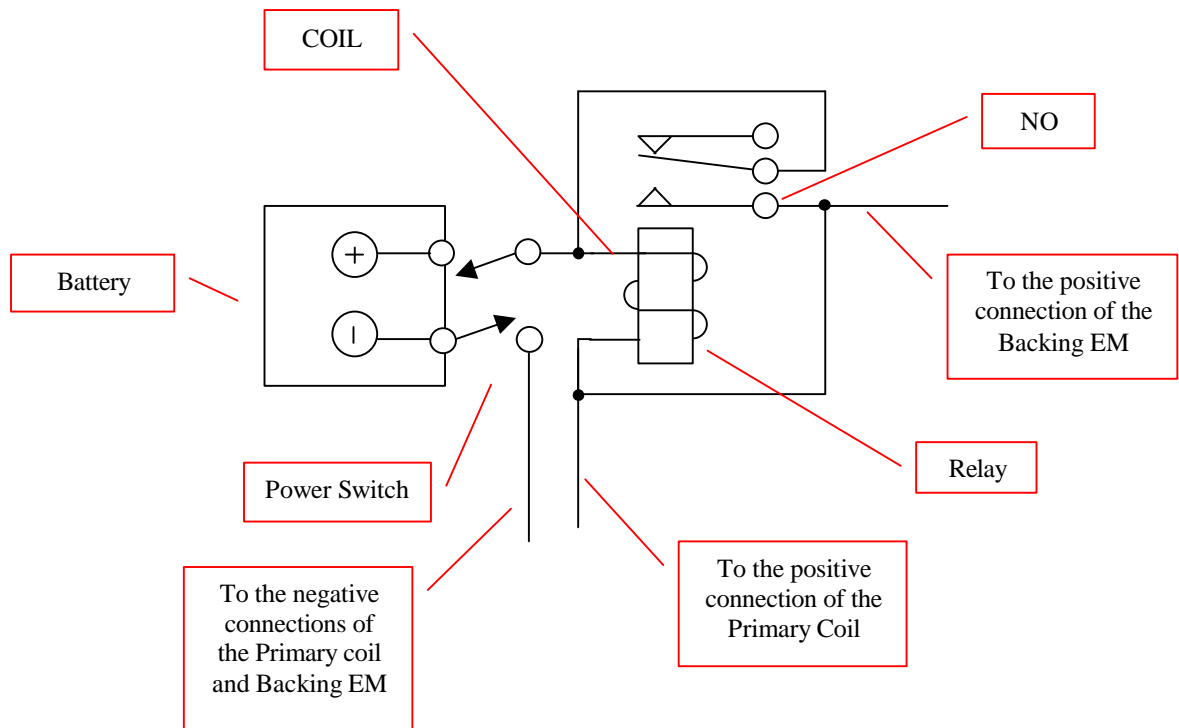 COIL
NO
+
Battery
−
To the positive
connection of the
Backing EM
Power Switch
Relay
To the negative
connections of
the Primary coil
and Backing EM
To the positive
connection of the
Primary Coil